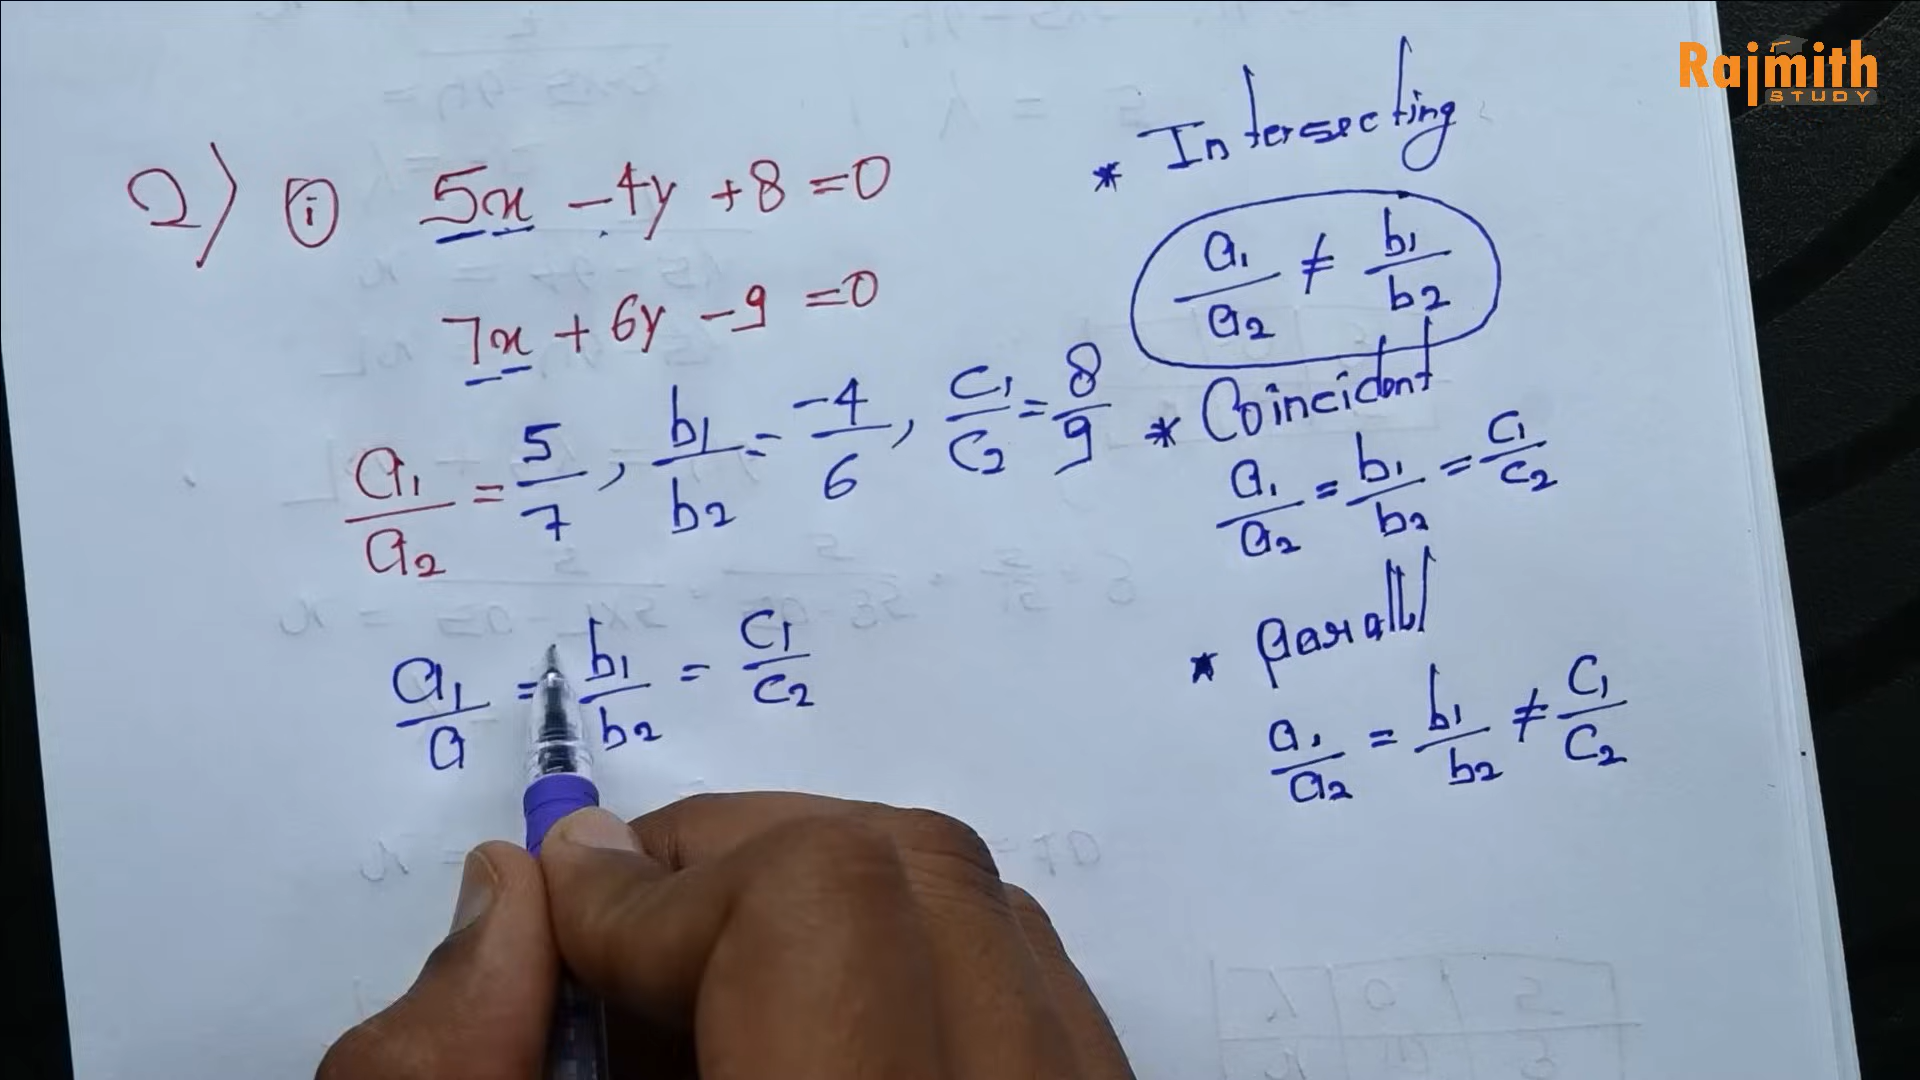 Rajmith
STUDY
2) (i) 5x - 4y + 8 = 0
7x + 6y - 9 = 0
a1/a2 = 5/7, b1/b2 = -4/6, c1/c2 = 8/9
a1/a = b1/b2 = c1/c2
* Intersecting
a1/a2 ≠ b1/b2
* Coincident
a1/a2 = b1/b2 = c1/c2
* Parallel
a1/a2 = b1/b2 ≠ c1/c2